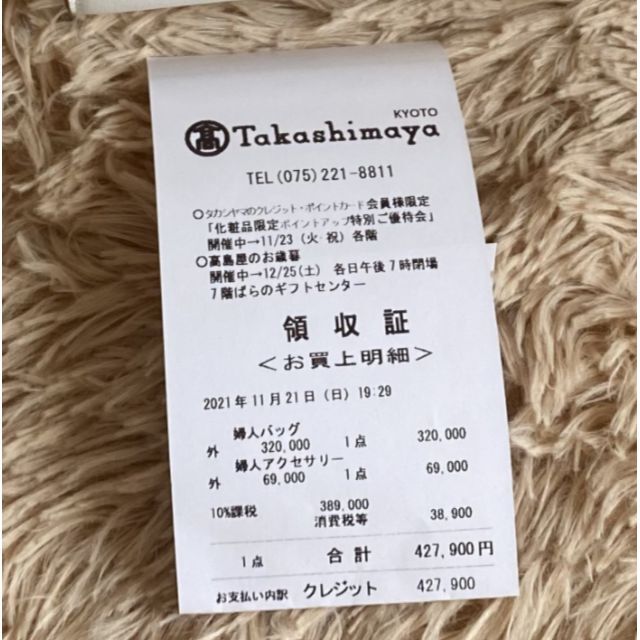 KYOTO
髙 Takashimaya
TEL (075) 221-8811
○タカシマヤのクレジット・ポイントカード会員様限定
「化粧品限定ポイントアップ特別ご優待会」
開催中→11/23 (火・祝) 各階
○高島屋のお歳暮
開催中→12/25(土) 各日午後7時閉場
7階ばらのギフトセンター
領収証
<お買上明細>
2021年11月21日 (日) 19:29
婦人バッグ
外 320,000 1点 320,000
婦人アクセサリー
外 69,000 1点 69,000
10%課税 389,000
消費税等 38,900
1点 合計 427,900円
お支払い内訳 クレジット 427,900